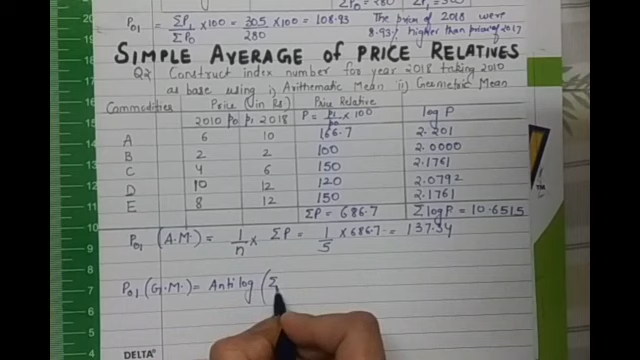 P01 = ΣP1/ΣP0 × 100 = 305/280 × 100 = 108.93 The price of 2018 were
8.93% higher than price of 2017
SIMPLE AVERAGE of PRICE RELATIVES
Q2 Construct index number for year 2018 taking 2010
as base using i) Arithematic Mean ii) Geometric Mean
Commodities Price (in Rs) Price Relative log P
2010 p0 p1 2018 P = p1/p0 × 100
A 6 10 166.7 2.201
B 2 2 100 2.0000
C 4 6 150 2.1761
D 10 12 120 2.0792
E 8 12 150 2.1761
ΣP = 686.7 Σ log P = 10.6515
P01 (A.M.) = 1/n × ΣP = 1/5 × 686.7 = 137.34
P01 (G.M.) = Antilog (Σ
DELTA